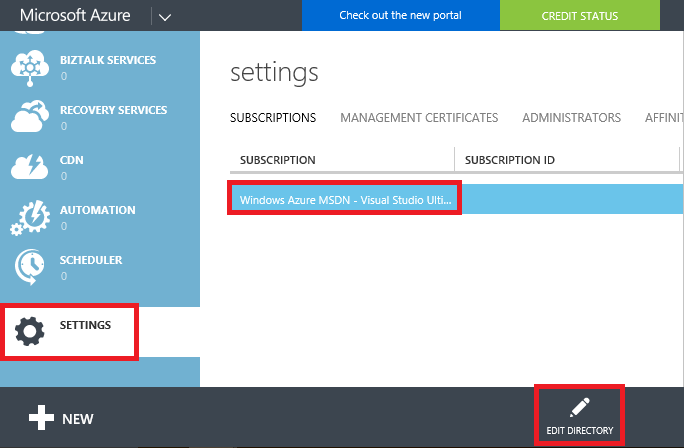 Microsoft Azure
Check out the new portal
CREDIT STATUS
BIZTALK SERVICES
0
RECOVERY SERVICES
0
CDN
0
AUTOMATION
0
SCHEDULER
0
SETTINGS
settings
SUBSCRIPTIONS MANAGEMENT CERTIFICATES ADMINISTRATORS AFFINIT
SUBSCRIPTION SUBSCRIPTION ID
Windows Azure MSDN - Visual Studio Ulti...
NEW
EDIT DIRECTORY